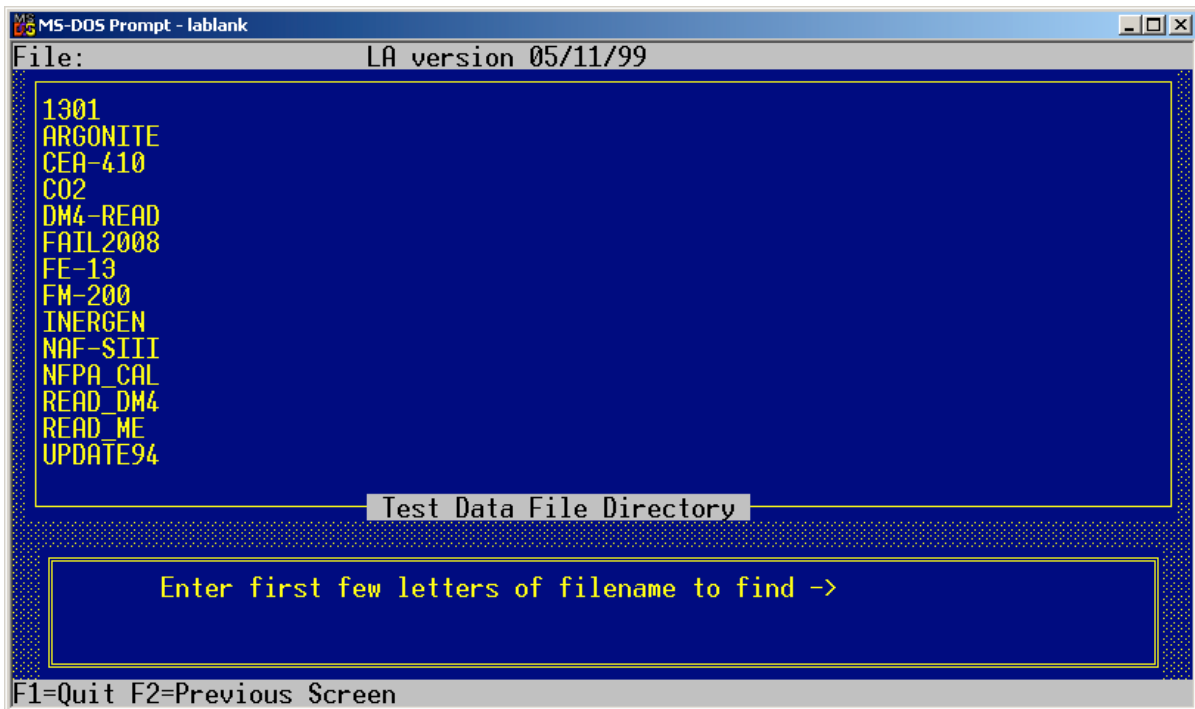 MS-DOS Prompt - lablank
File: LA version 05/11/99
1301
ARGONITE
CEA-410
CO2
DM4-READ
FAIL2008
FE-13
FM-200
INERGEN
NAF-SIII
NFPA_CAL
READ_DM4
READ_ME
UPDATE94
Test Data File Directory
Enter first few letters of filename to find ->
F1=Quit F2=Previous Screen